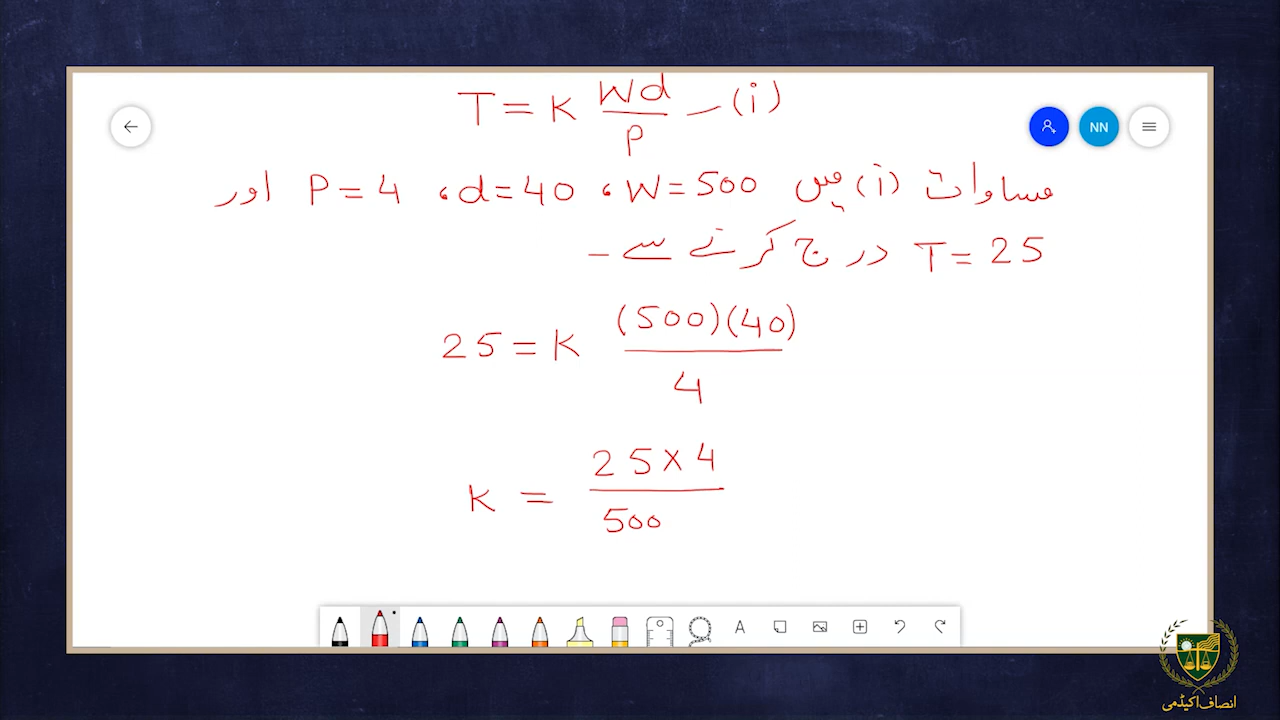 T = K Wd/P – (i)
NN
مساوات (i) میں W=500 ، d=40 ، P=4 اور
T=25 درج کرنے سے –
25 = K (500)(40)/4
K = 25×4/500
A
انصاف اکیڈمی